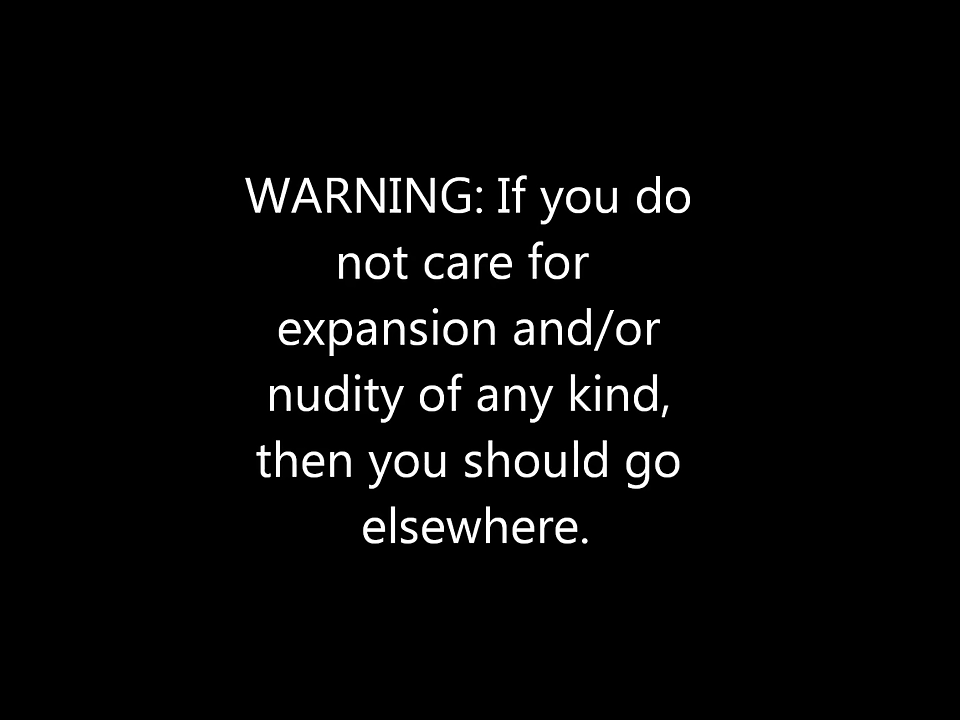 WARNING: If you do
not care for
expansion and/or
nudity of any kind,
then you should go
elsewhere.